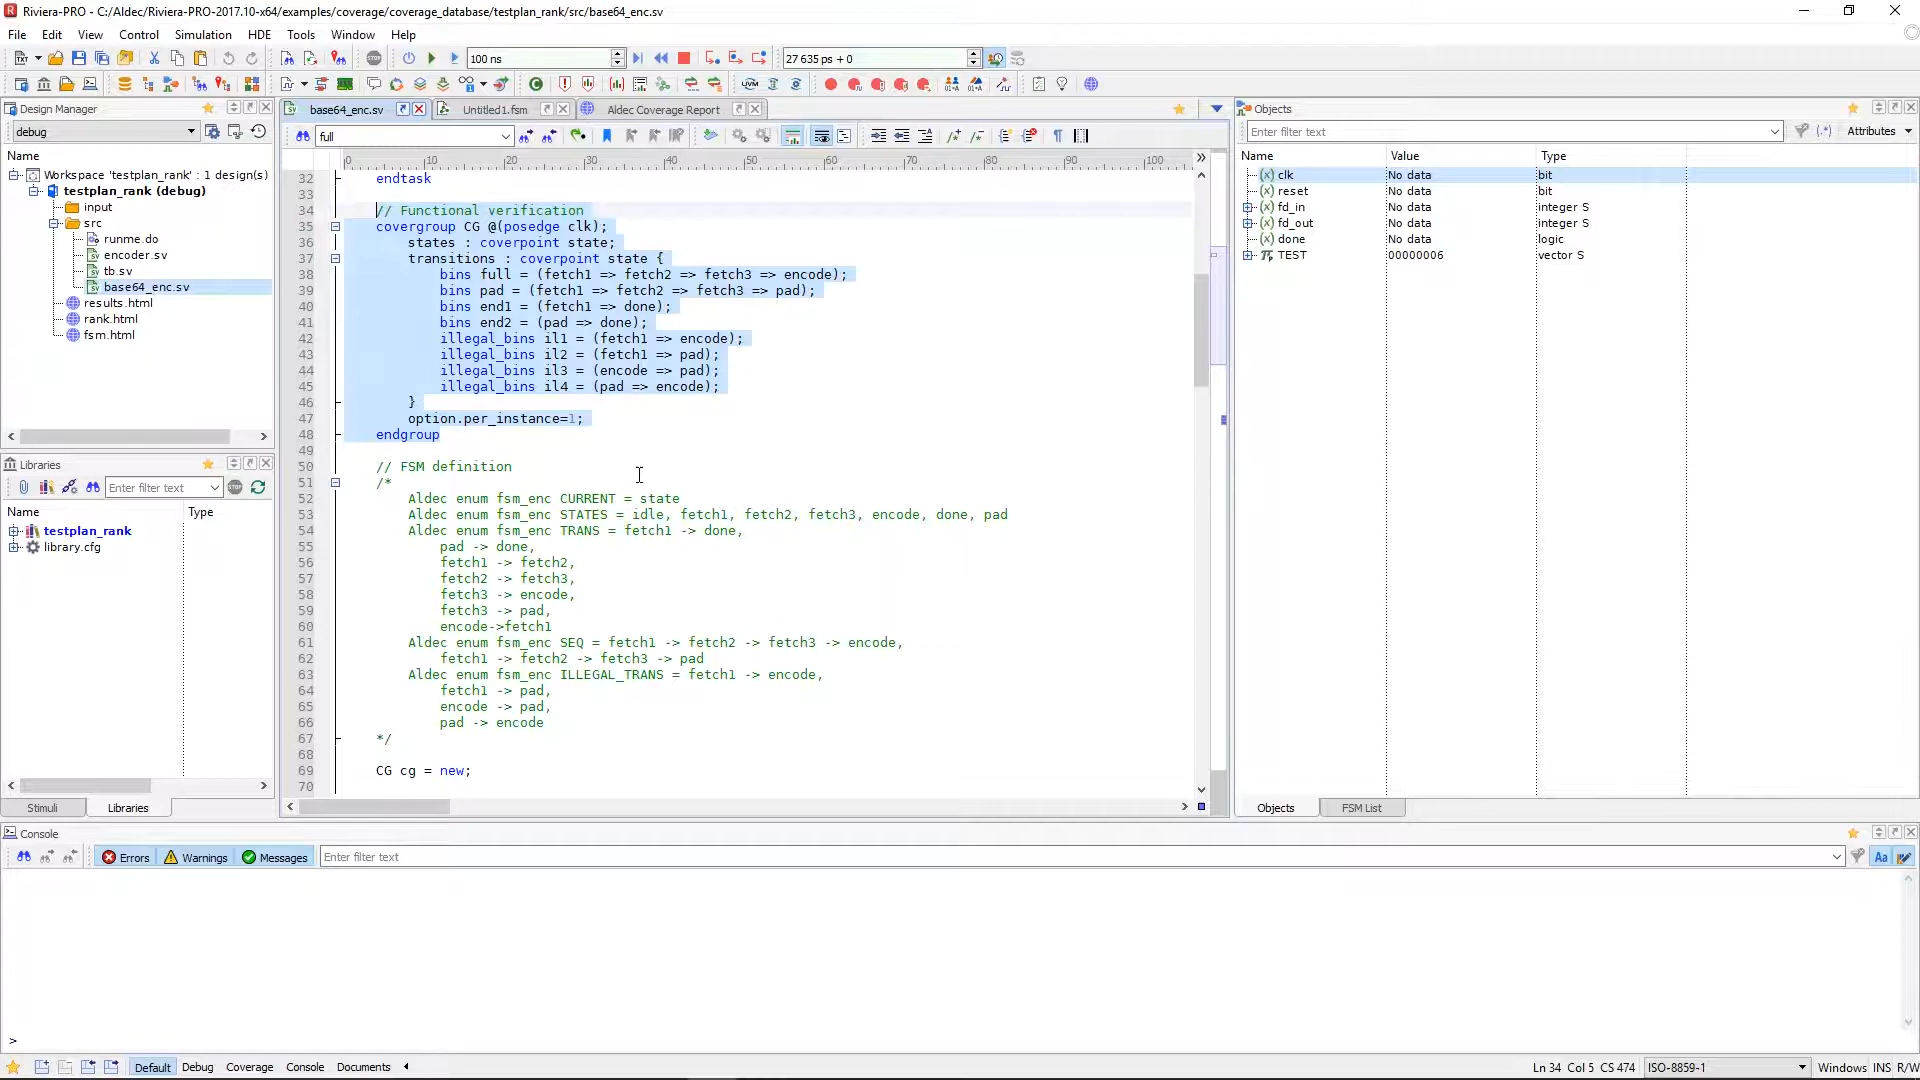 Riviera-PRO - C:/Aldec/Riviera-PRO-2017.10-x64/examples/coverage/coverage_database/testplan_rank/src/base64_enc.sv
File Edit View Control Simulation HDE Tools Window Help
100 ns
27 635 ps + 0
Design Manager
debug
Name
Workspace 'testplan_rank' : 1 design(s)
testplan_rank (debug)
input
src
runme.do
encoder.sv
tb.sv
base64_enc.sv
results.html
rank.html
fsm.html
Libraries
Enter filter text
Name Type
testplan_rank
library.cfg
Stimuli Libraries
base64_enc.sv Untitled1.fsm Aldec Coverage Report
full
0 10 20 30 40 50 60 70 80 90 100
32 endtask
33
34 // Functional verification
35 covergroup CG @(posedge clk);
36 states : coverpoint state;
37 transitions : coverpoint state {
38 bins full = (fetch1 => fetch2 => fetch3 => encode);
39 bins pad = (fetch1 => fetch2 => fetch3 => pad);
40 bins end1 = (fetch1 => done);
41 bins end2 = (pad => done);
42 illegal_bins il1 = (fetch1 => encode);
43 illegal_bins il2 = (fetch1 => pad);
44 illegal_bins il3 = (encode => pad);
45 illegal_bins il4 = (pad => encode);
46 }
47 option.per_instance=1;
48 endgroup
49
50 // FSM definition
51 /*
52 Aldec enum fsm_enc CURRENT = state
53 Aldec enum fsm_enc STATES = idle, fetch1, fetch2, fetch3, encode, done, pad
54 Aldec enum fsm_enc TRANS = fetch1 -> done,
55 pad -> done,
56 fetch1 -> fetch2,
57 fetch2 -> fetch3,
58 fetch3 -> encode,
59 fetch3 -> pad,
60 encode->fetch1
61 Aldec enum fsm_enc SEQ = fetch1 -> fetch2 -> fetch3 -> encode,
62 fetch1 -> fetch2 -> fetch3 -> pad
63 Aldec enum fsm_enc ILLEGAL_TRANS = fetch1 -> encode,
64 fetch1 -> pad,
65 encode -> pad,
66 pad -> encode
67 */
68
69 CG cg = new;
70
Objects
Enter filter text Attributes
Name Value Type
clk No data bit
reset No data bit
fd_in No data integer S
fd_out No data integer S
done No data logic
TEST 00000006 vector S
Objects FSM List
Console
Errors Warnings Messages Enter filter text Aa
>
Default Debug Coverage Console Documents
Ln 34 Col 5 CS 474 ISO-8859-1 Windows INS R/W